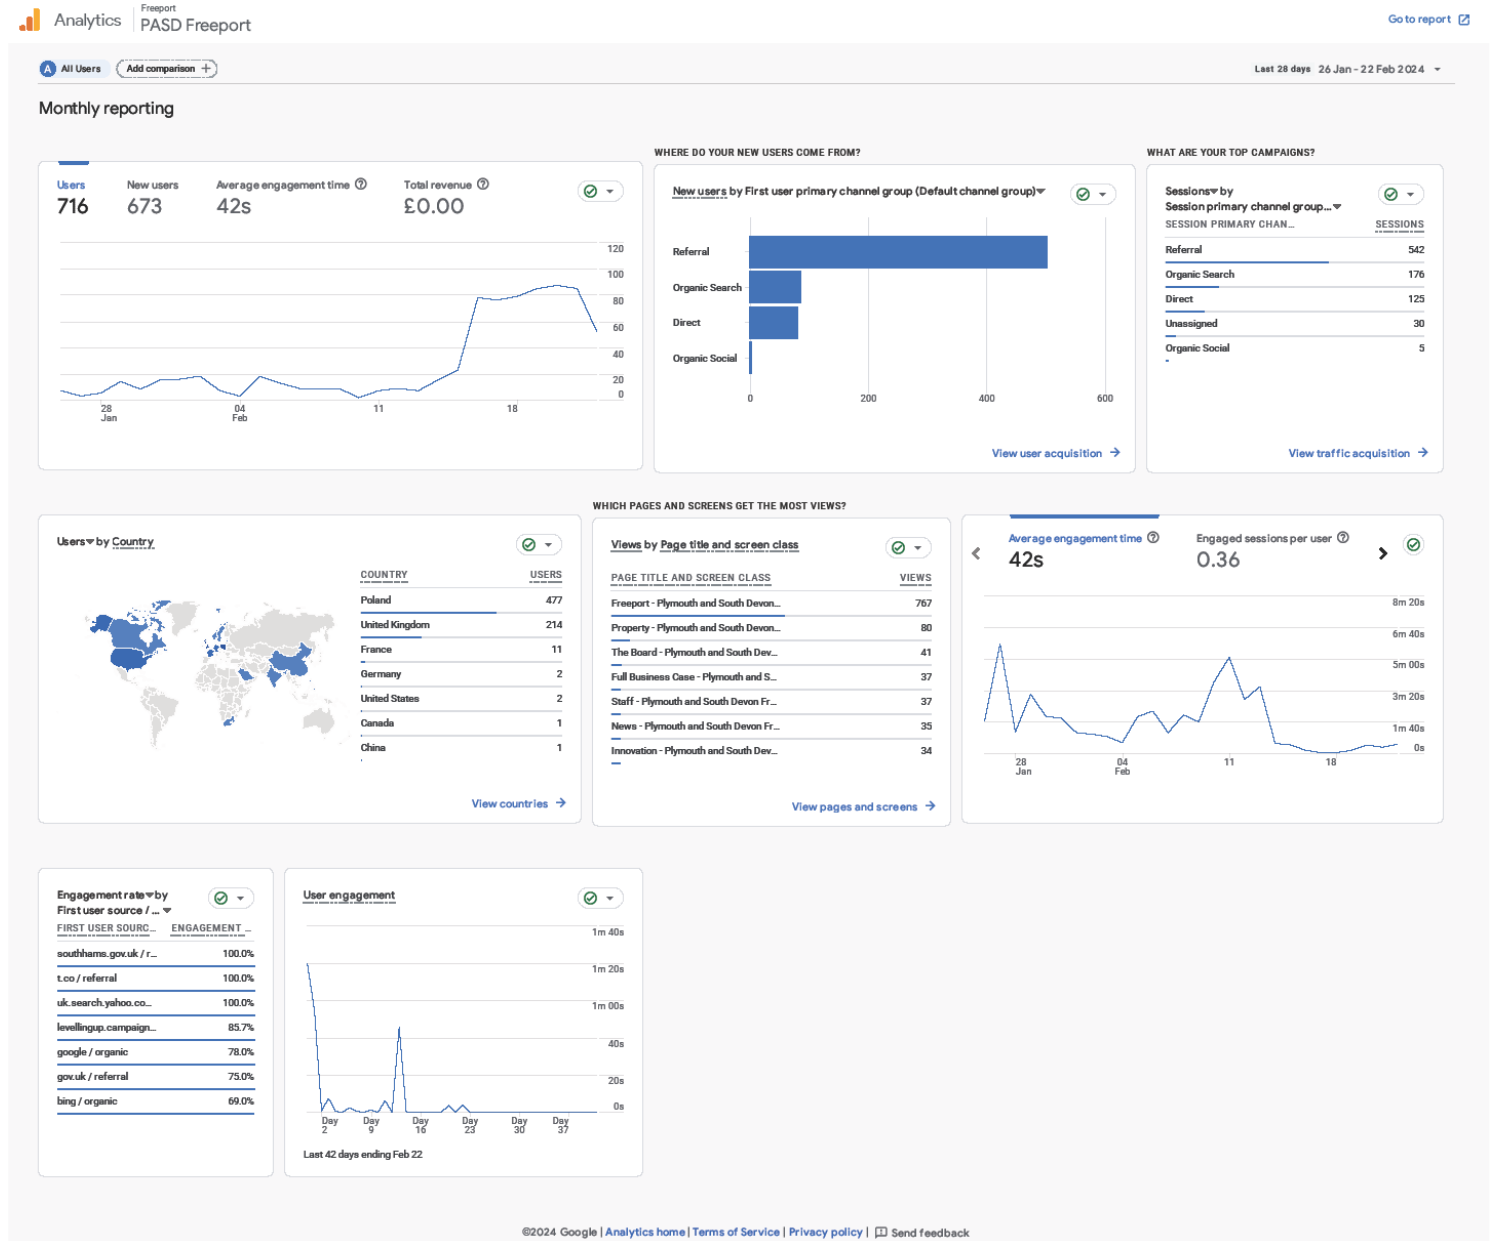 Analytics
Freeport
PASD Freeport
Go to report
A All Users
Add comparison +
Last 28 days 26 Jan - 22 Feb 2024
Monthly reporting
Users
716
New users
673
Average engagement time
42s
Total revenue
£0.00
120
100
80
60
40
20
0
28
Jan
04
Feb
11
18
WHERE DO YOUR NEW USERS COME FROM?
New users by First user primary channel group (Default channel group)
Referral
Organic Search
Direct
Organic Social
0 200 400 600
View user acquisition
WHAT ARE YOUR TOP CAMPAIGNS?
Sessions by
Session primary channel group...
SESSION PRIMARY CHAN... SESSIONS
Referral 542
Organic Search 176
Direct 125
Unassigned 30
Organic Social 5
View traffic acquisition
Users by Country
COUNTRY USERS
Poland 477
United Kingdom 214
France 11
Germany 2
United States 2
Canada 1
China 1
View countries
WHICH PAGES AND SCREENS GET THE MOST VIEWS?
Views by Page title and screen class
PAGE TITLE AND SCREEN CLASS VIEWS
Freeport - Plymouth and South Devon... 767
Property - Plymouth and South Devon... 80
The Board - Plymouth and South Dev... 41
Full Business Case - Plymouth and S... 37
Staff - Plymouth and South Devon Fr... 37
News - Plymouth and South Devon Fr... 35
Innovation - Plymouth and South Dev... 34
View pages and screens
Average engagement time
42s
Engaged sessions per user
0.36
8m 20s
6m 40s
5m 00s
3m 20s
1m 40s
0s
28
Jan
04
Feb
11
18
Engagement rate by
First user source / ...
FIRST USER SOURC... ENGAGEMENT ...
southhams.gov.uk / r... 100.0%
t.co / referral 100.0%
uk.search.yahoo.co... 100.0%
levellingup.campaign... 85.7%
google / organic 78.0%
gov.uk / referral 75.0%
bing / organic 69.0%
User engagement
1m 40s
1m 20s
1m 00s
40s
20s
0s
Day
2
Day
9
Day
16
Day
23
Day
30
Day
37
Last 42 days ending Feb 22
©2024 Google | Analytics home | Terms of Service | Privacy policy | Send feedback